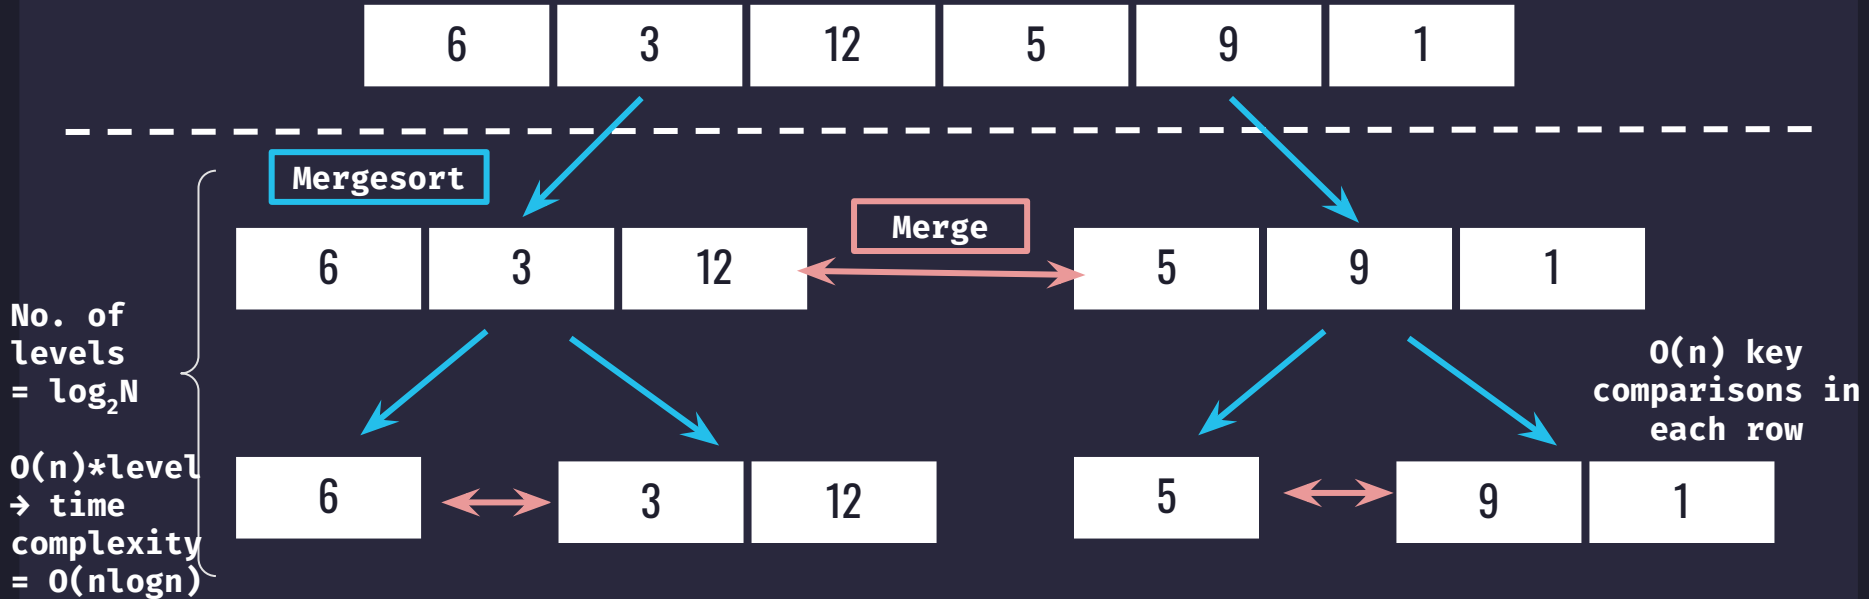 6 3 12 5 9 1
Mergesort
Merge
6 3 12 5 9 1
No. of
levels
= log₂N
O(n) key
comparisons in
each row
O(n)*level
→ time
complexity
= O(nlogn)
6 3 12 5 9 1